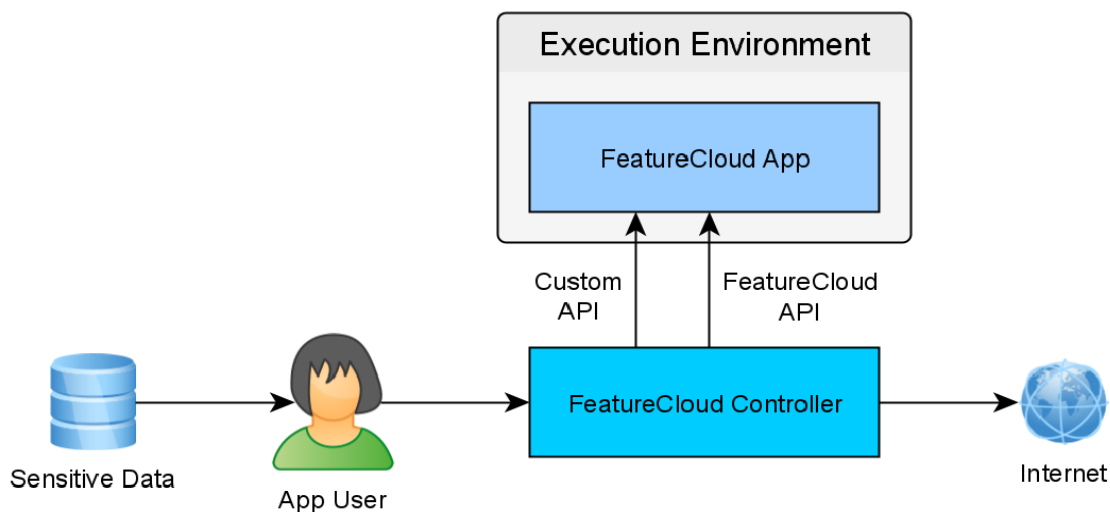 Execution Environment
FeatureCloud App
Custom
API
FeatureCloud
API
FeatureCloud Controller
Sensitive Data
App User
Internet